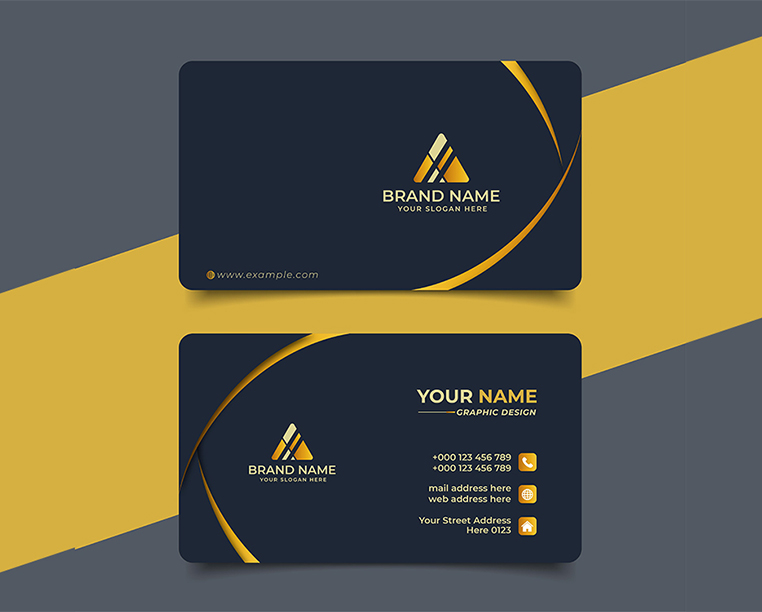 BRAND NAME
YOUR SLOGAN HERE
www.example.com
YOUR NAME
GRAPHIC DESIGN
BRAND NAME
YOUR SLOGAN HERE
+000 123 456 789
+000 123 456 789
mail address here
web address here
Your Street Address
Here 0123